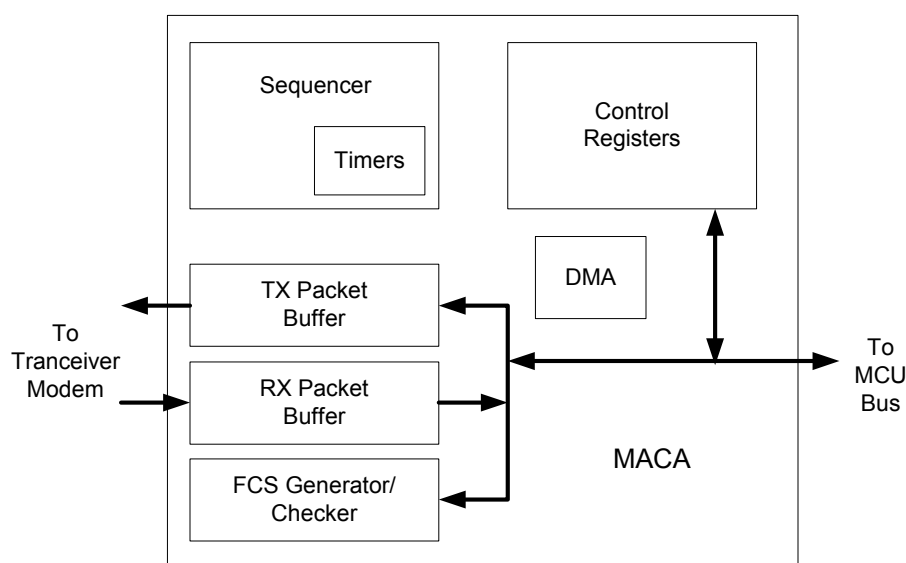 Sequencer
Timers
Control
Registers
DMA
TX Packet
Buffer
To
Tranceiver
Modem
RX Packet
Buffer
To
MCU
Bus
FCS Generator/
Checker
MACA